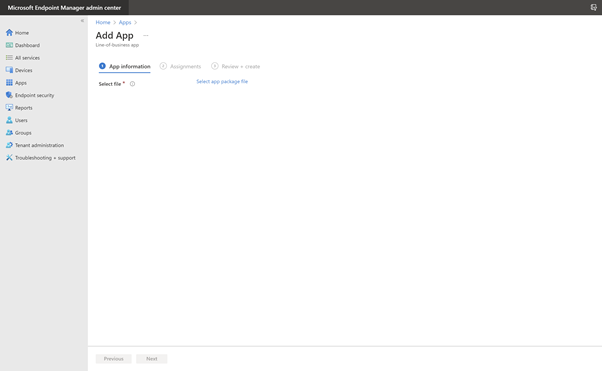 Microsoft Endpoint Manager admin center
«
Home
Dashboard
All services
Devices
Apps
Endpoint security
Reports
Users
Groups
Tenant administration
Troubleshooting + support
Home > Apps >
Add App ...
Line-of-business app
1 App information 2 Assignments 3 Review + create
Select file * Select app package file
Previous Next